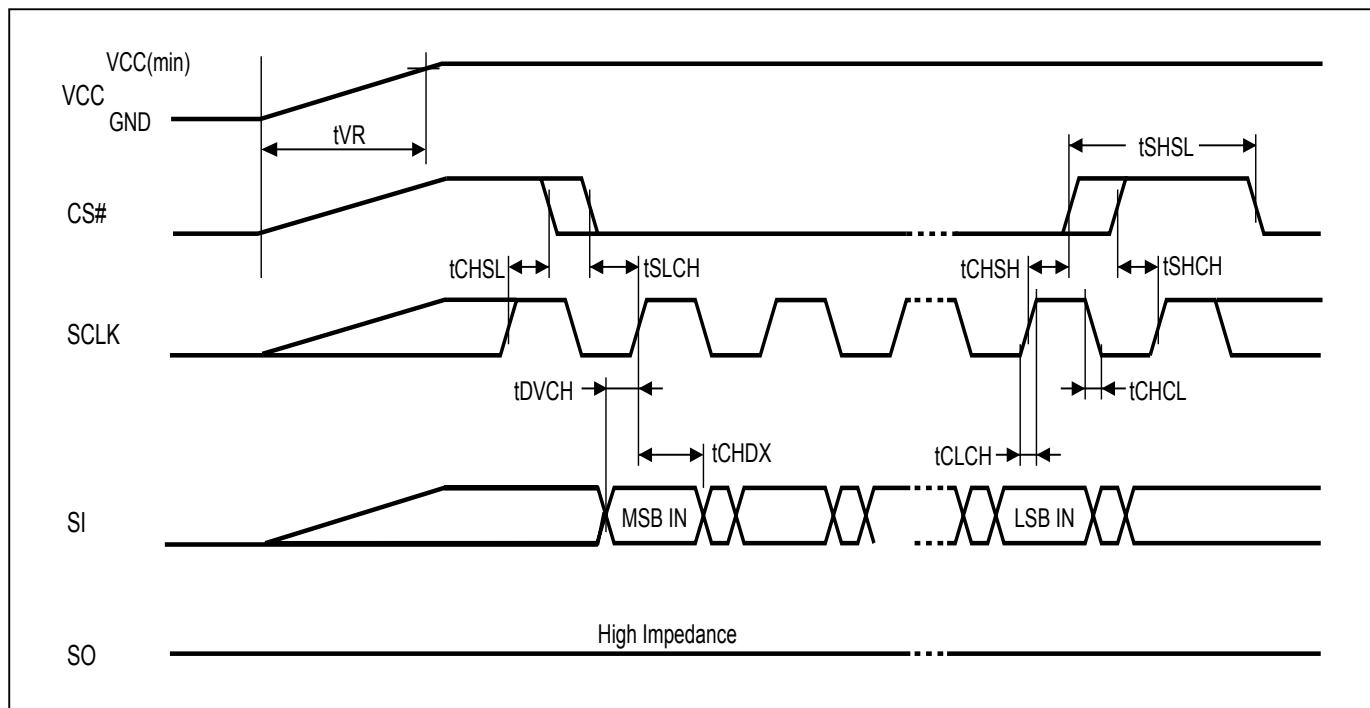 VCC(min)
VCC
GND
tVR
tSHSL
CS#
tCHSL
tSLCH
tCHSH
tSHCH
SCLK
tDVCH
tCHCL
tCHDX
tCLCH
SI
MSB IN
LSB IN
High Impedance
SO